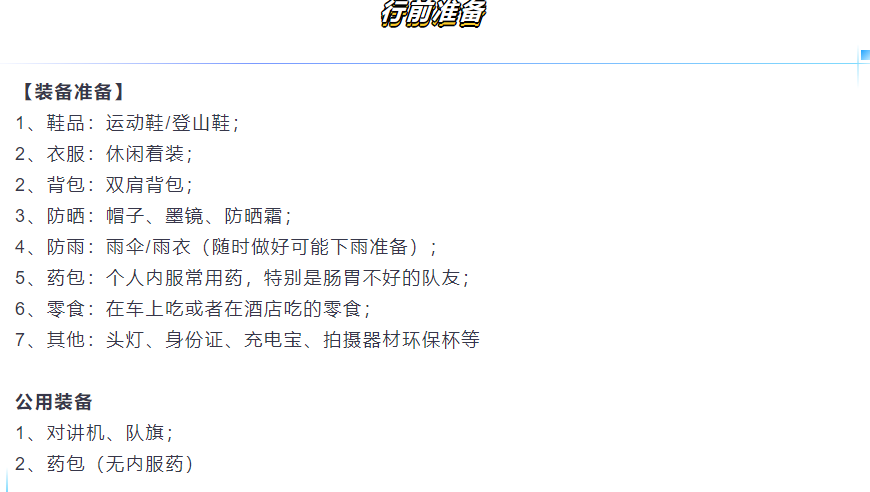 行前准备
【装备准备】
1、鞋品：运动鞋/登山鞋；
2、衣服：休闲着装；
2、背包：双肩背包；
3、防晒：帽子、墨镜、防晒霜；
4、防雨：雨伞/雨衣（随时做好可能下雨准备）；
5、药包：个人内服常用药，特别是肠胃不好的队友；
6、零食：在车上吃或者在酒店吃的零食；
7、其他：头灯、身份证、充电宝、拍摄器材环保杯等
公用装备
1、对讲机、队旗；
2、药包（无内服药）